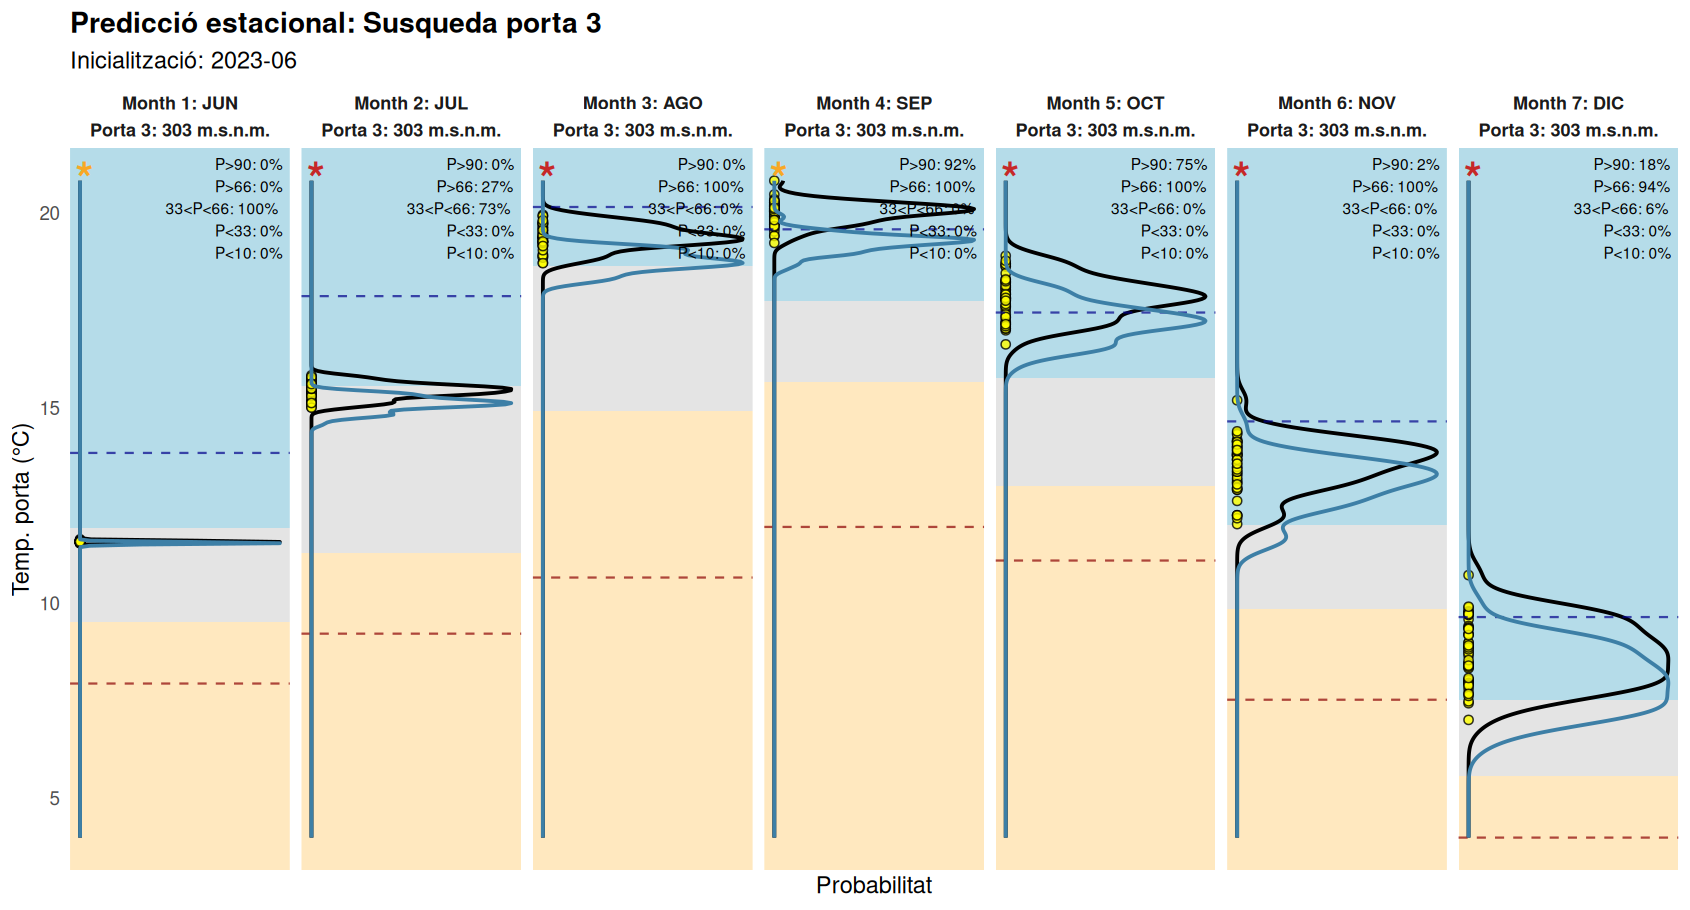 Predicció estacional: Susqueda porta 3
Inicialització: 2023-06
Month 1: JUN
Porta 3: 303 m.s.n.m.
Month 2: JUL
Porta 3: 303 m.s.n.m.
Month 3: AGO
Porta 3: 303 m.s.n.m.
Month 4: SEP
Porta 3: 303 m.s.n.m.
Month 5: OCT
Porta 3: 303 m.s.n.m.
Month 6: NOV
Porta 3: 303 m.s.n.m.
Month 7: DIC
Porta 3: 303 m.s.n.m.
Temp. porta (°C)
20
15
10
5
*
P>90: 0%
P>66: 0%
33<P<66: 100%
P<33: 0%
P<10: 0%
*
P>90: 0%
P>66: 27%
33<P<66: 73%
P<33: 0%
P<10: 0%
*
P>90: 0%
P>66: 100%
33<P<66: 0%
P<33: 0%
P<10: 0%
*
P>90: 92%
P>66: 100%
33<P<66: 0%
P<33: 0%
P<10: 0%
*
P>90: 75%
P>66: 100%
33<P<66: 0%
P<33: 0%
P<10: 0%
*
P>90: 2%
P>66: 100%
33<P<66: 0%
P<33: 0%
P<10: 0%
*
P>90: 18%
P>66: 94%
33<P<66: 6%
P<33: 0%
P<10: 0%
Probabilitat